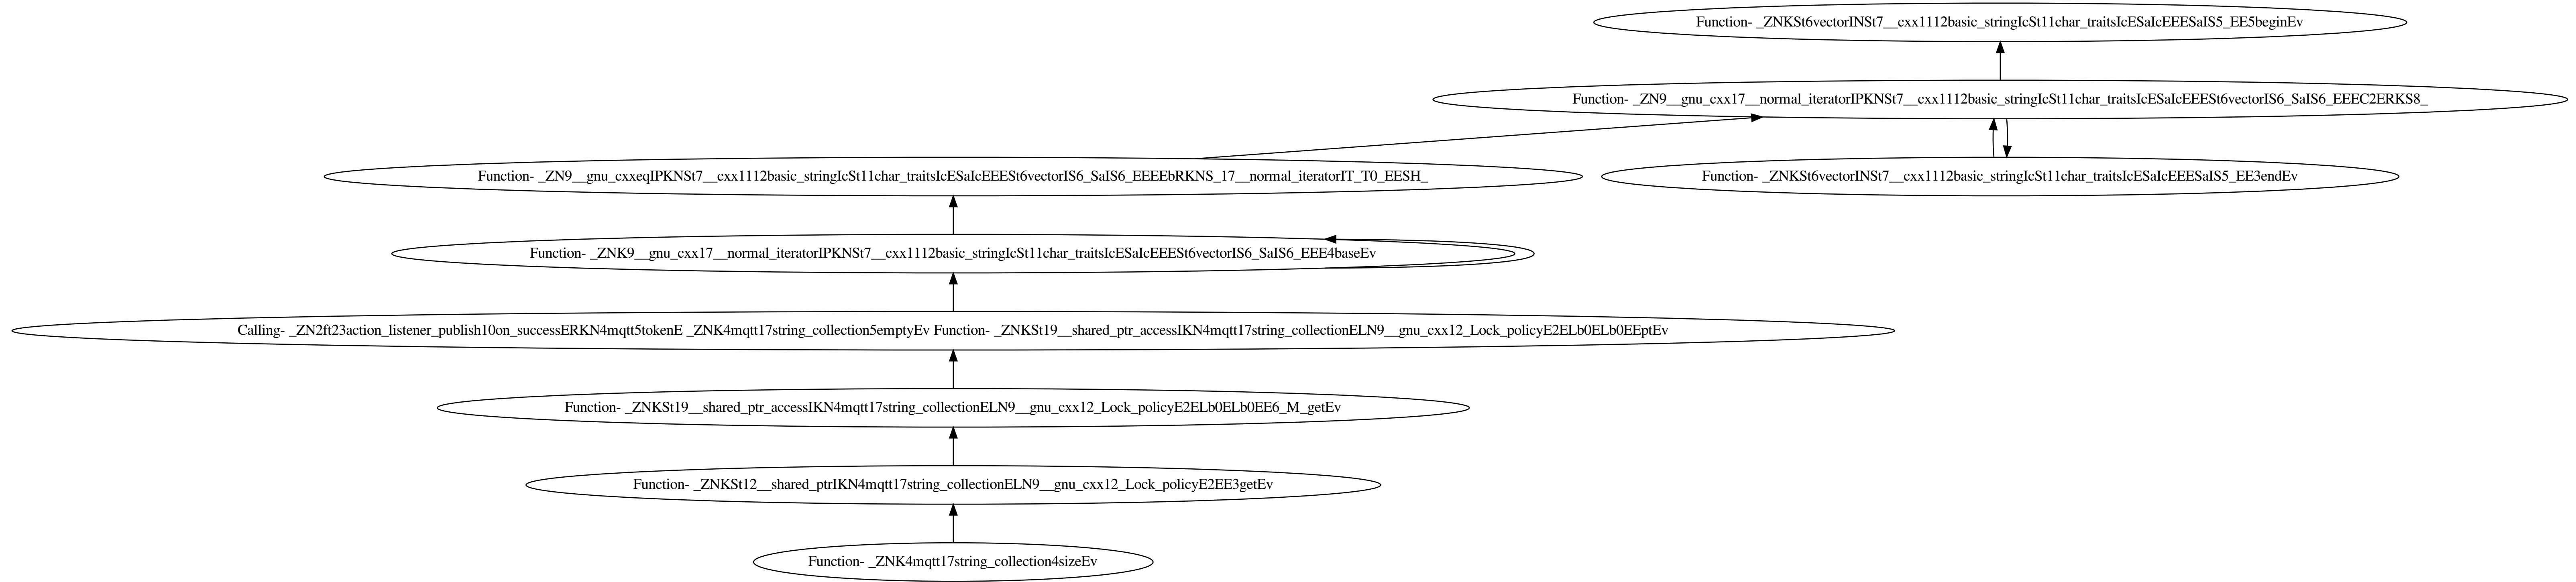 Function- _ZNKSt6vectorINSt7__cxx1112basic_stringIcSt11char_traitsIcESaIcEEESaIS5_EE5beginEv
Function- _ZN9__gnu_cxx17__normal_iteratorIPKNSt7__cxx1112basic_stringIcSt11char_traitsIcESaIcEEESt6vectorIS6_SaIS6_EEEC2ERKS8_
Function- _ZN9__gnu_cxxeqIPKNSt7__cxx1112basic_stringIcSt11char_traitsIcESaIcEEESt6vectorIS6_SaIS6_EEEEbRKNS_17__normal_iteratorIT_T0_EESH_
Function- _ZNKSt6vectorINSt7__cxx1112basic_stringIcSt11char_traitsIcESaIcEEESaIS5_EE3endEv
Function- _ZNK9__gnu_cxx17__normal_iteratorIPKNSt7__cxx1112basic_stringIcSt11char_traitsIcESaIcEEESt6vectorIS6_SaIS6_EEE4baseEv
Calling- _ZN2ft23action_listener_publish10on_successERKN4mqtt5tokenE _ZNK4mqtt17string_collection5emptyEv Function- _ZNKSt19__shared_ptr_accessIKN4mqtt17string_collectionELN9__gnu_cxx12_Lock_policyE2ELb0ELb0EEptEv
Function- _ZNKSt19__shared_ptr_accessIKN4mqtt17string_collectionELN9__gnu_cxx12_Lock_policyE2ELb0ELb0EE6_M_getEv
Function- _ZNKSt12__shared_ptrIKN4mqtt17string_collectionELN9__gnu_cxx12_Lock_policyE2EE3getEv
Function- _ZNK4mqtt17string_collection4sizeEv